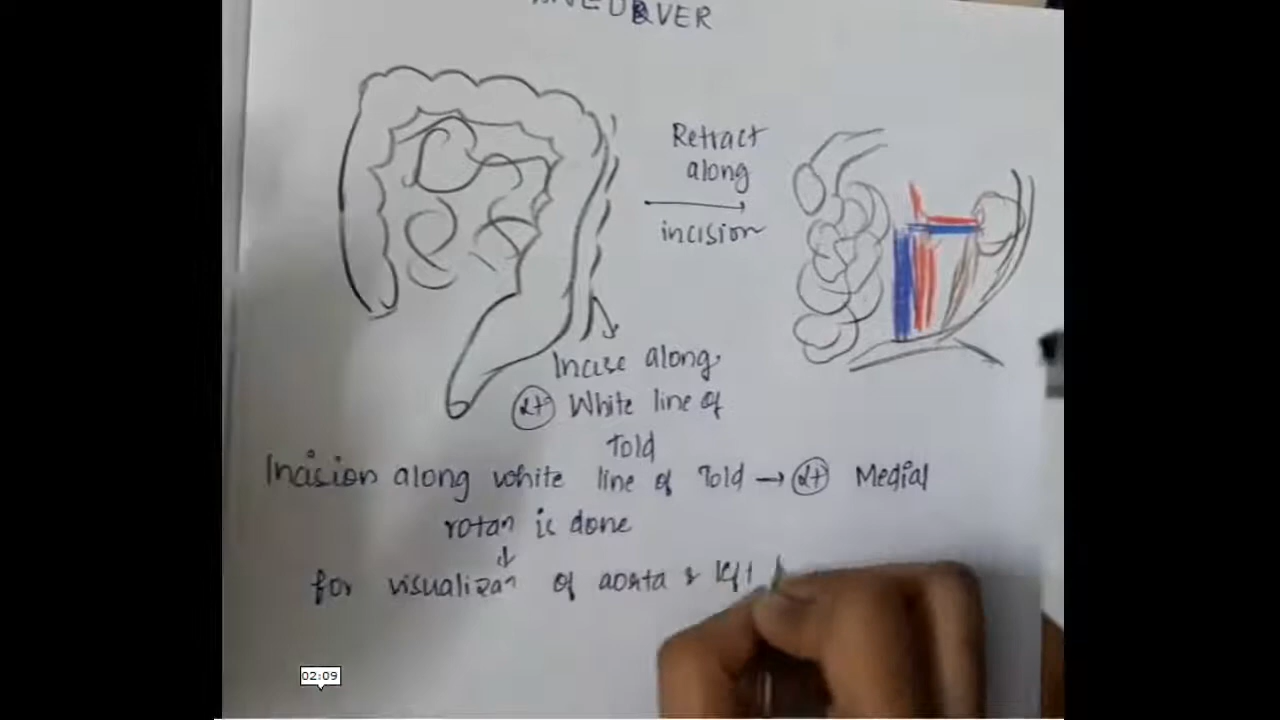 Retract
along
incision
Incise along
Lt White line of
Told
Incision along white line of Told → Lt Medial
rotan is done
↓
for visualizan of aorta & left
02:09